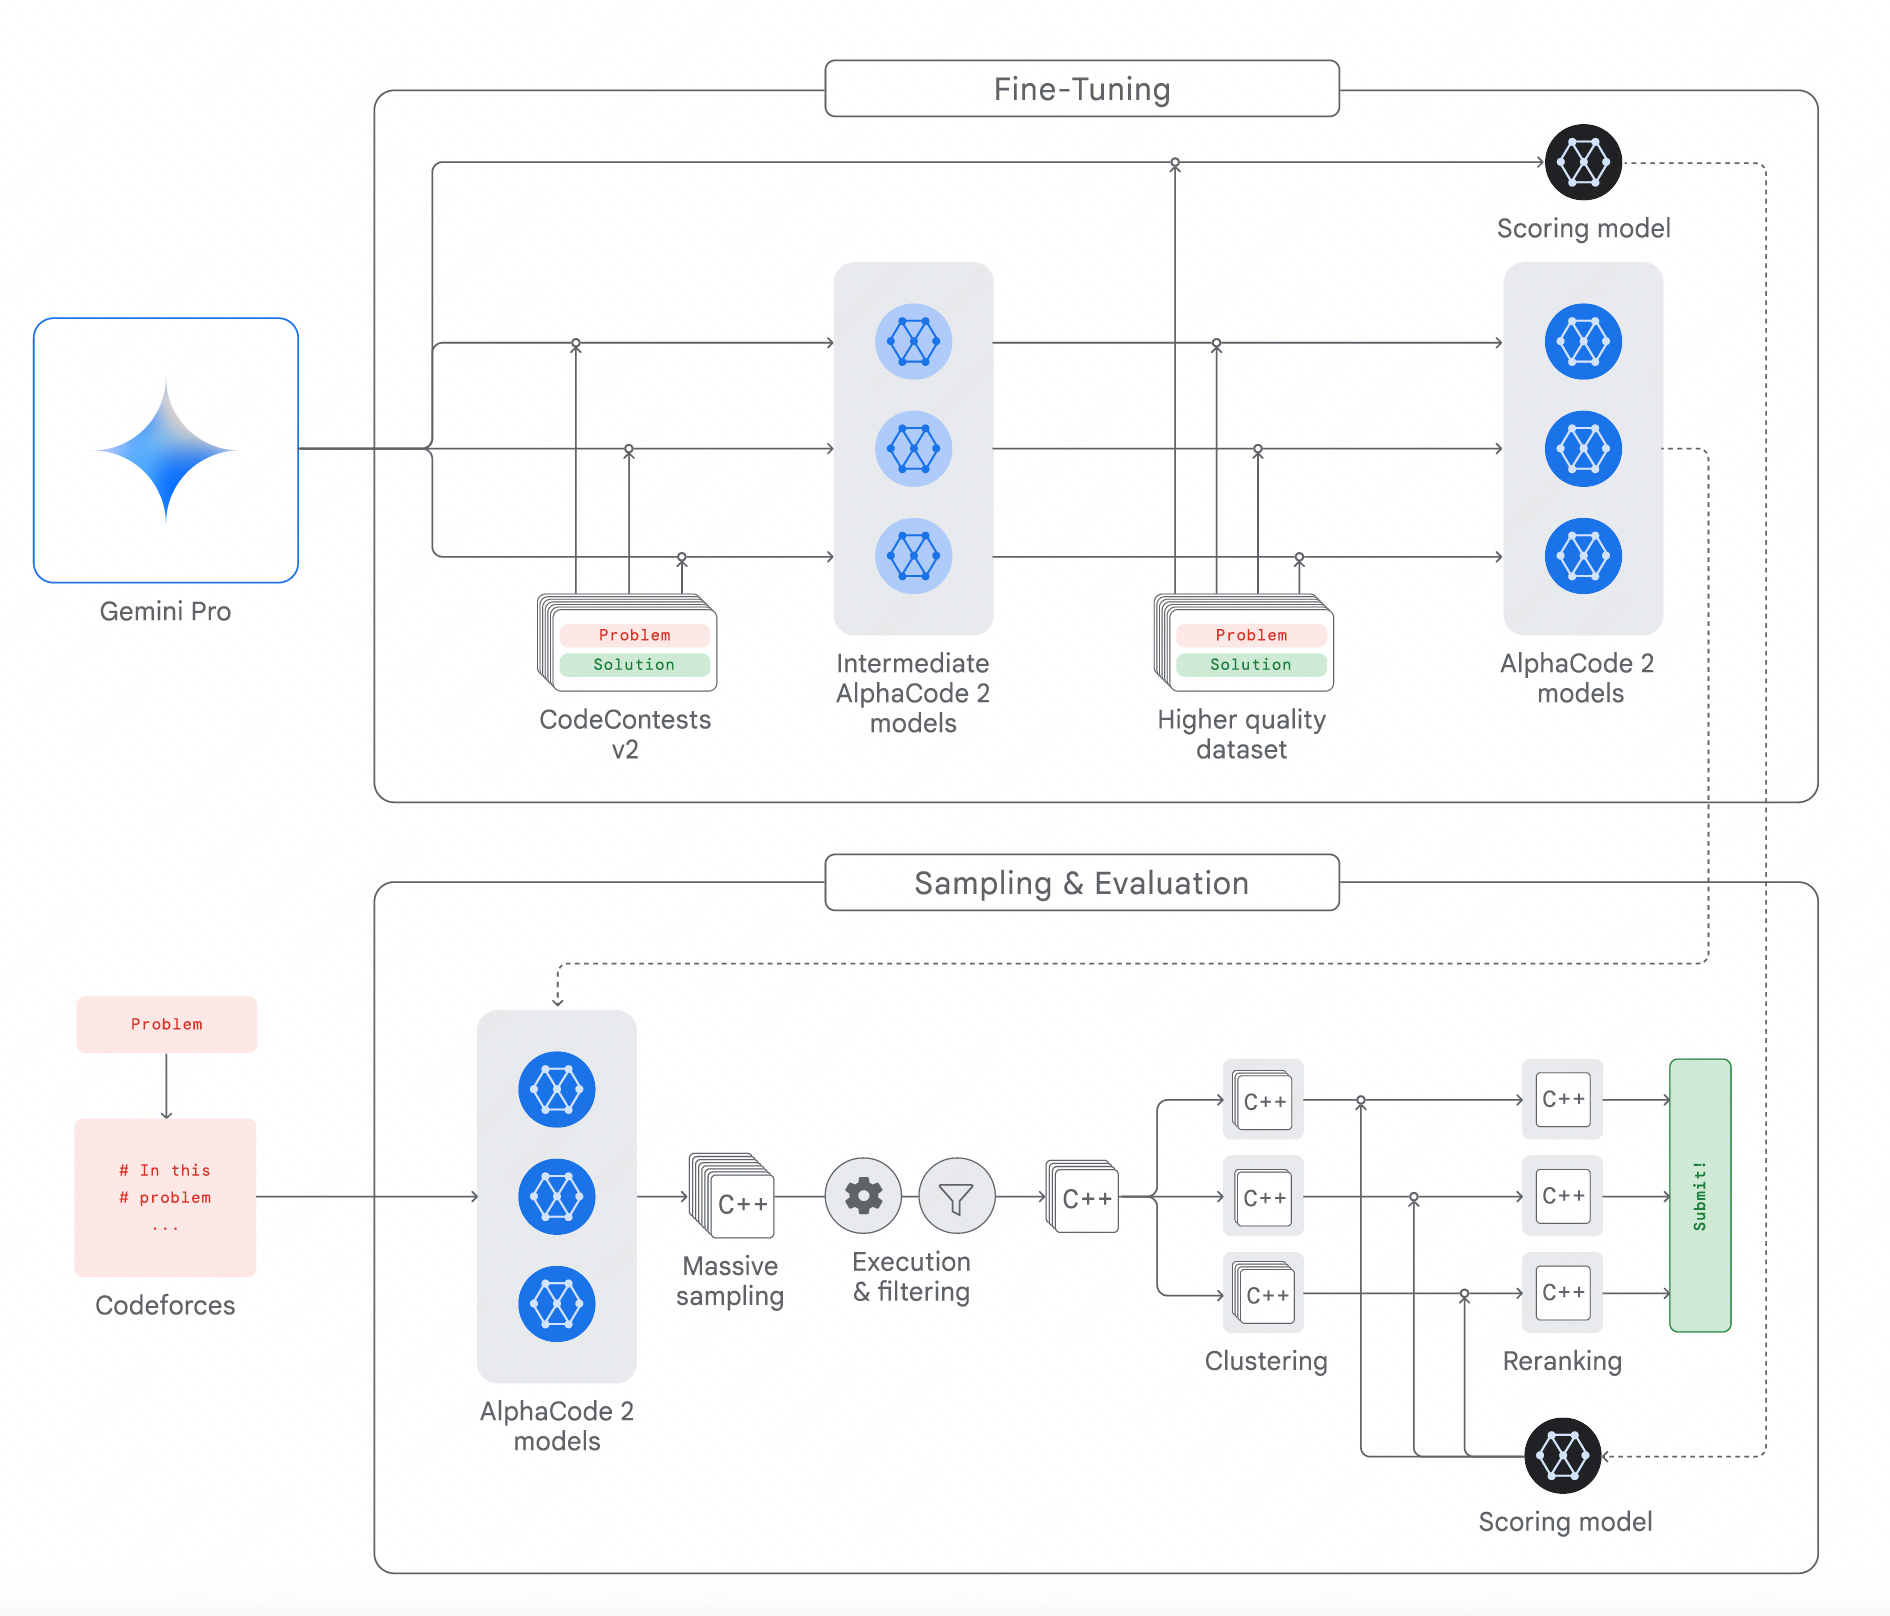 Fine-Tuning
Scoring model
Gemini Pro
Problem
Solution
CodeContests
v2
Intermediate
AlphaCode 2
models
Problem
Solution
Higher quality
dataset
AlphaCode 2
models
Sampling & Evaluation
Problem
# In this
# problem
...
Codeforces
AlphaCode 2
models
C++
Massive
sampling
Execution
& filtering
C++
C++
C++
C++
Clustering
C++
C++
C++
Reranking
Submit!
Scoring model